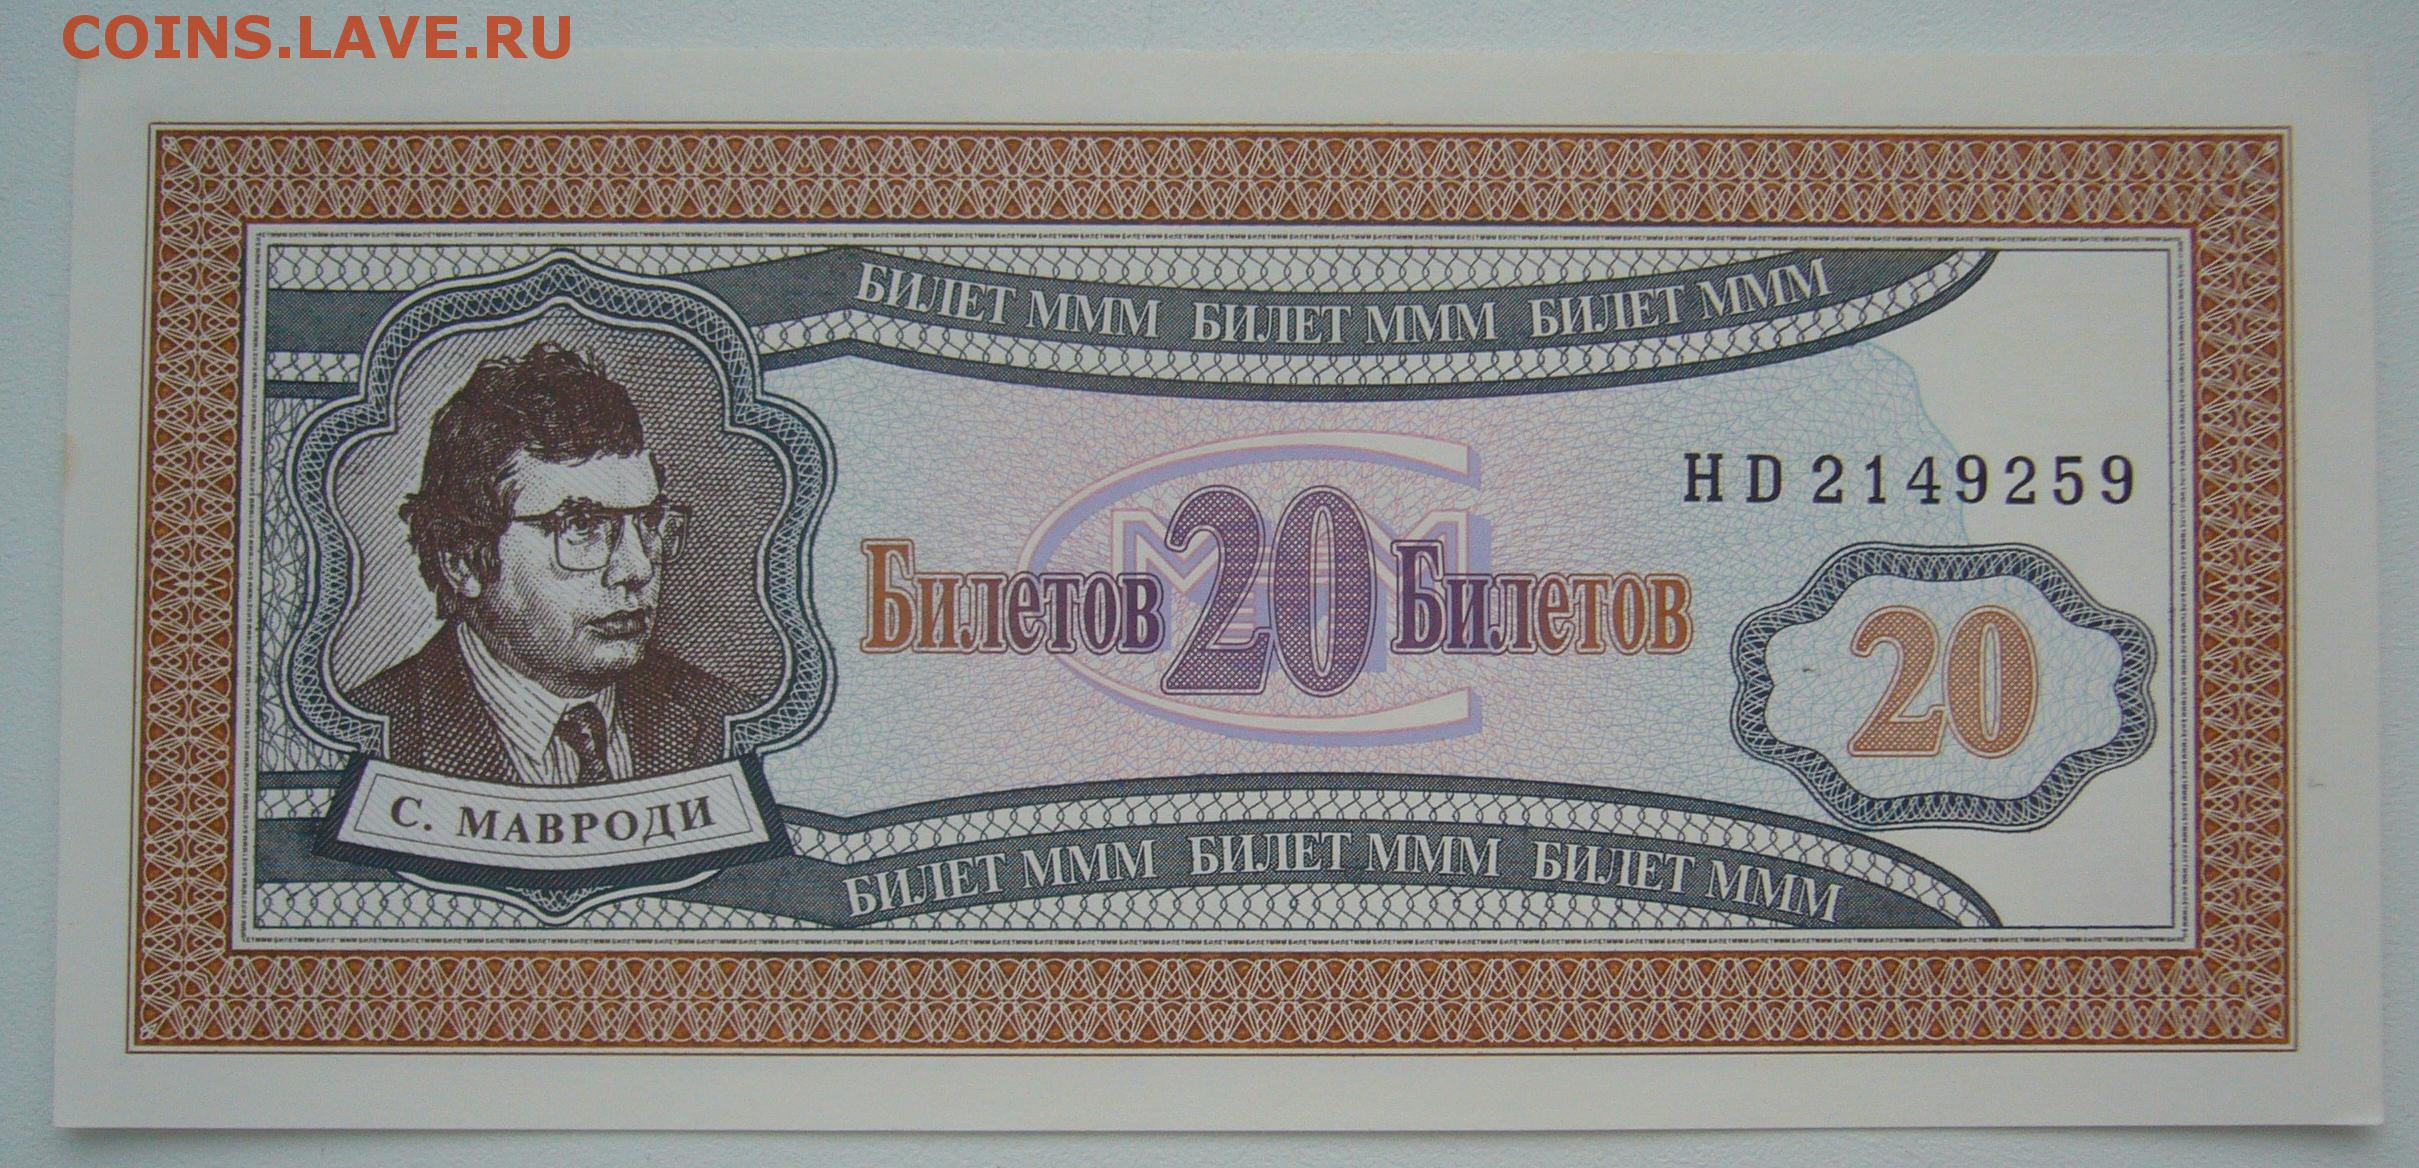 COINS.LAVE.RU
БИЛЕТ МММ БИЛЕТ МММ БИЛЕТ МММ
HD 2149259
Билетов 20 Билетов
МММ
20
С. МАВРОДИ
БИЛЕТ МММ БИЛЕТ МММ БИЛЕТ МММ